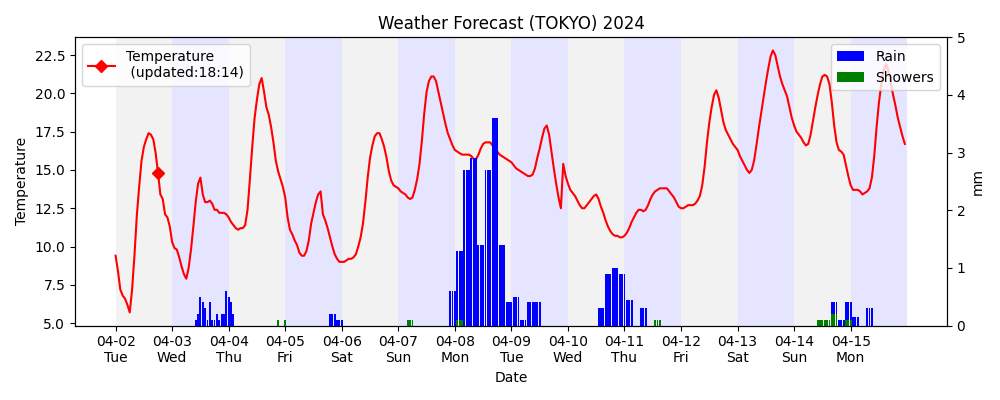 Weather Forecast (TOKYO) 2024
Temperature
(updated:18:14)
Rain
Showers
Temperature
22.5
20.0
17.5
15.0
12.5
10.0
7.5
5.0
5
4
3
2
1
0
mm
04-02 04-03 04-04 04-05 04-06 04-07 04-08 04-09 04-10 04-11 04-12 04-13 04-14 04-15
Tue Wed Thu Fri Sat Sun Mon Tue Wed Thu Fri Sat Sun Mon
Date